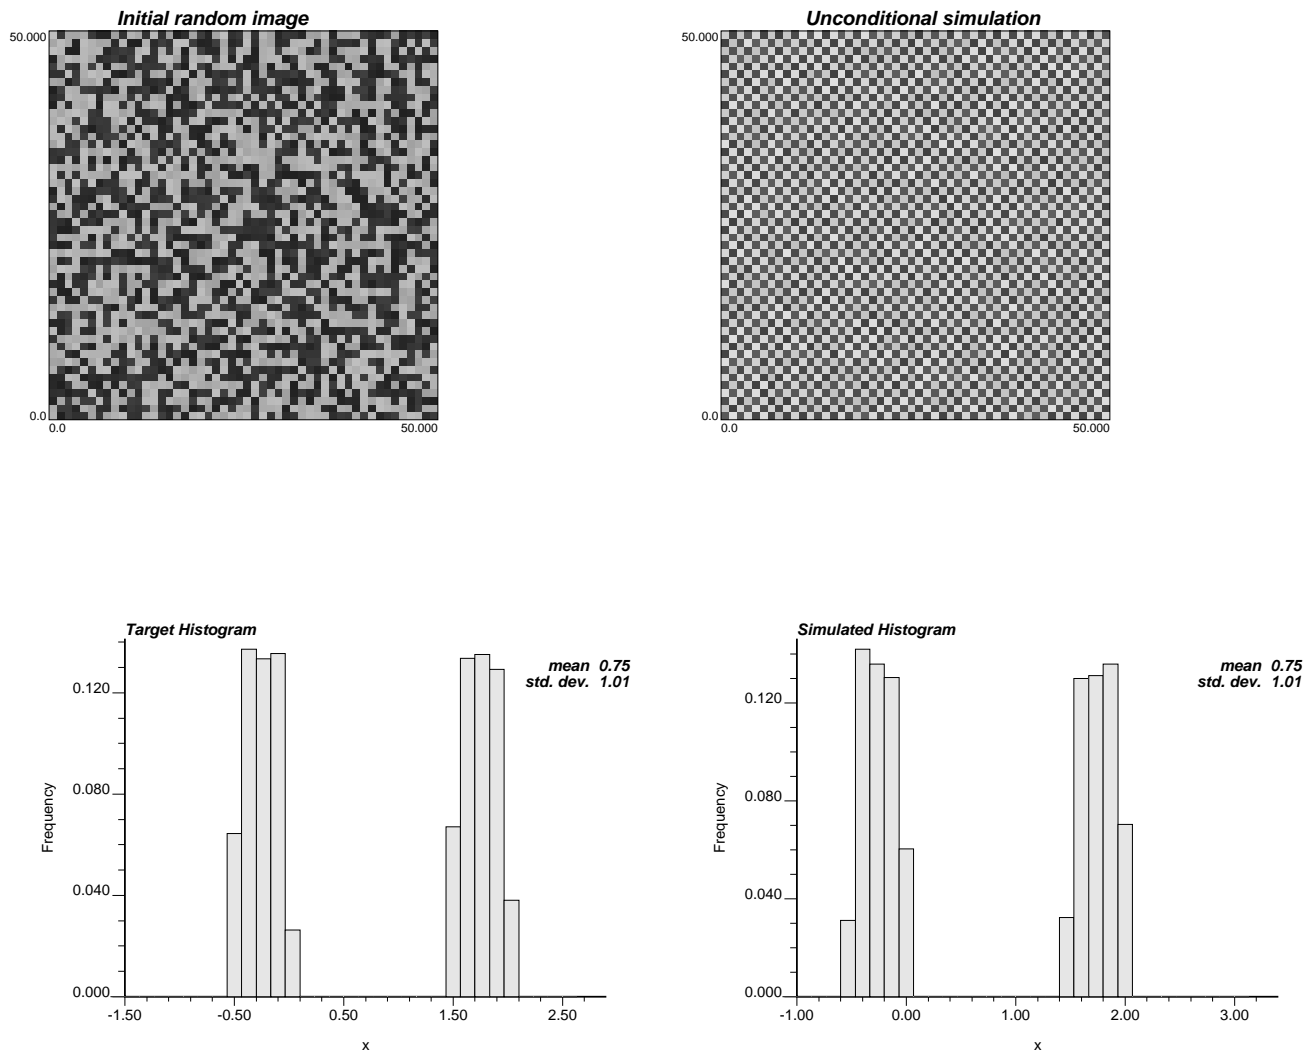 Initial random image
Unconditional simulation
50.000
50.000
0.0
0.0
0.0 50.000
0.0 50.000
Target Histogram
Simulated Histogram
mean 0.75
std. dev. 1.01
mean 0.75
std. dev. 1.01
Frequency
0.120
0.080
0.040
0.000
-1.50 -0.50 0.50 1.50 2.50
x
Frequency
0.120
0.080
0.040
0.000
-1.00 0.00 1.00 2.00 3.00
x